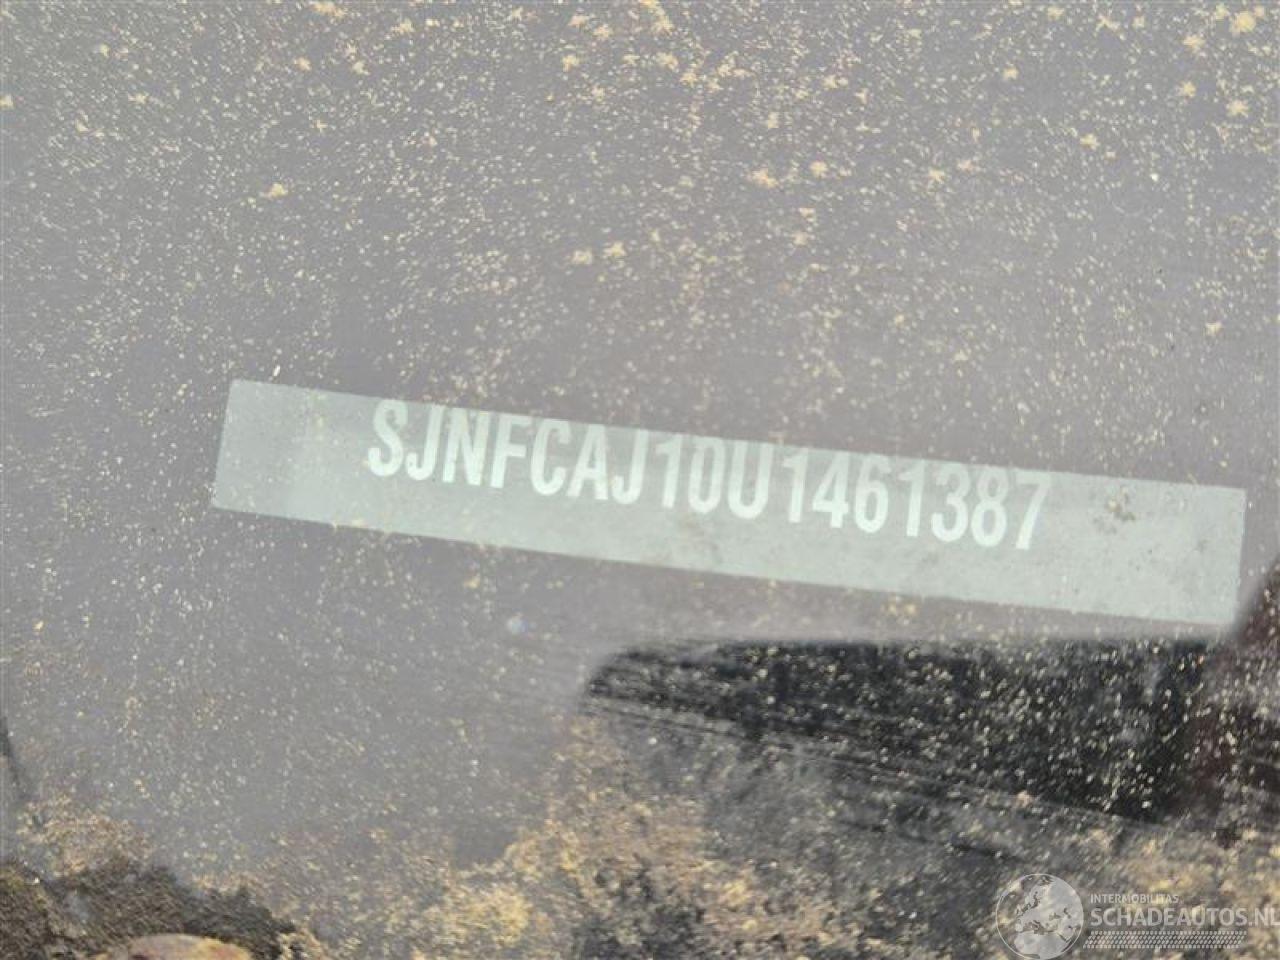 SJNFCAJ10U1461387
INTERMOBILITAS
SCHADEAUTOS.NL